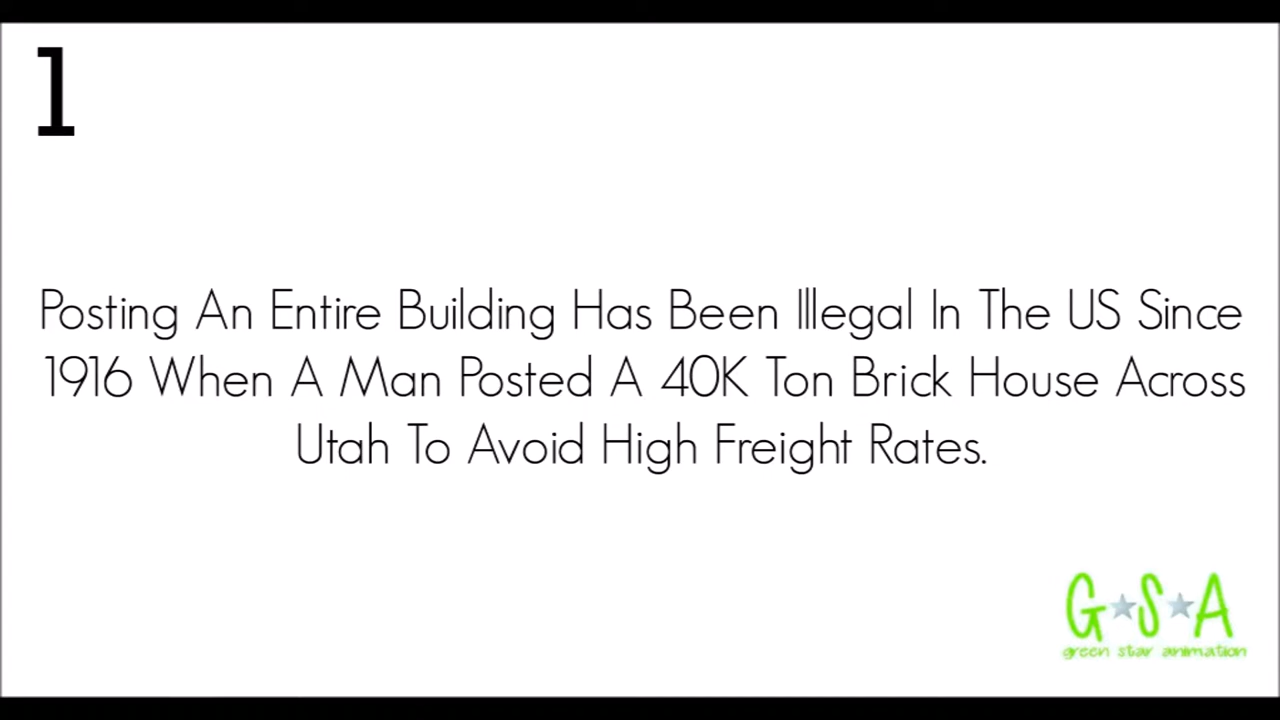 1
Posting An Entire Building Has Been Illegal In The US Since
1916 When A Man Posted A 40K Ton Brick House Across
Utah To Avoid High Freight Rates.
G★S★A
green star animation